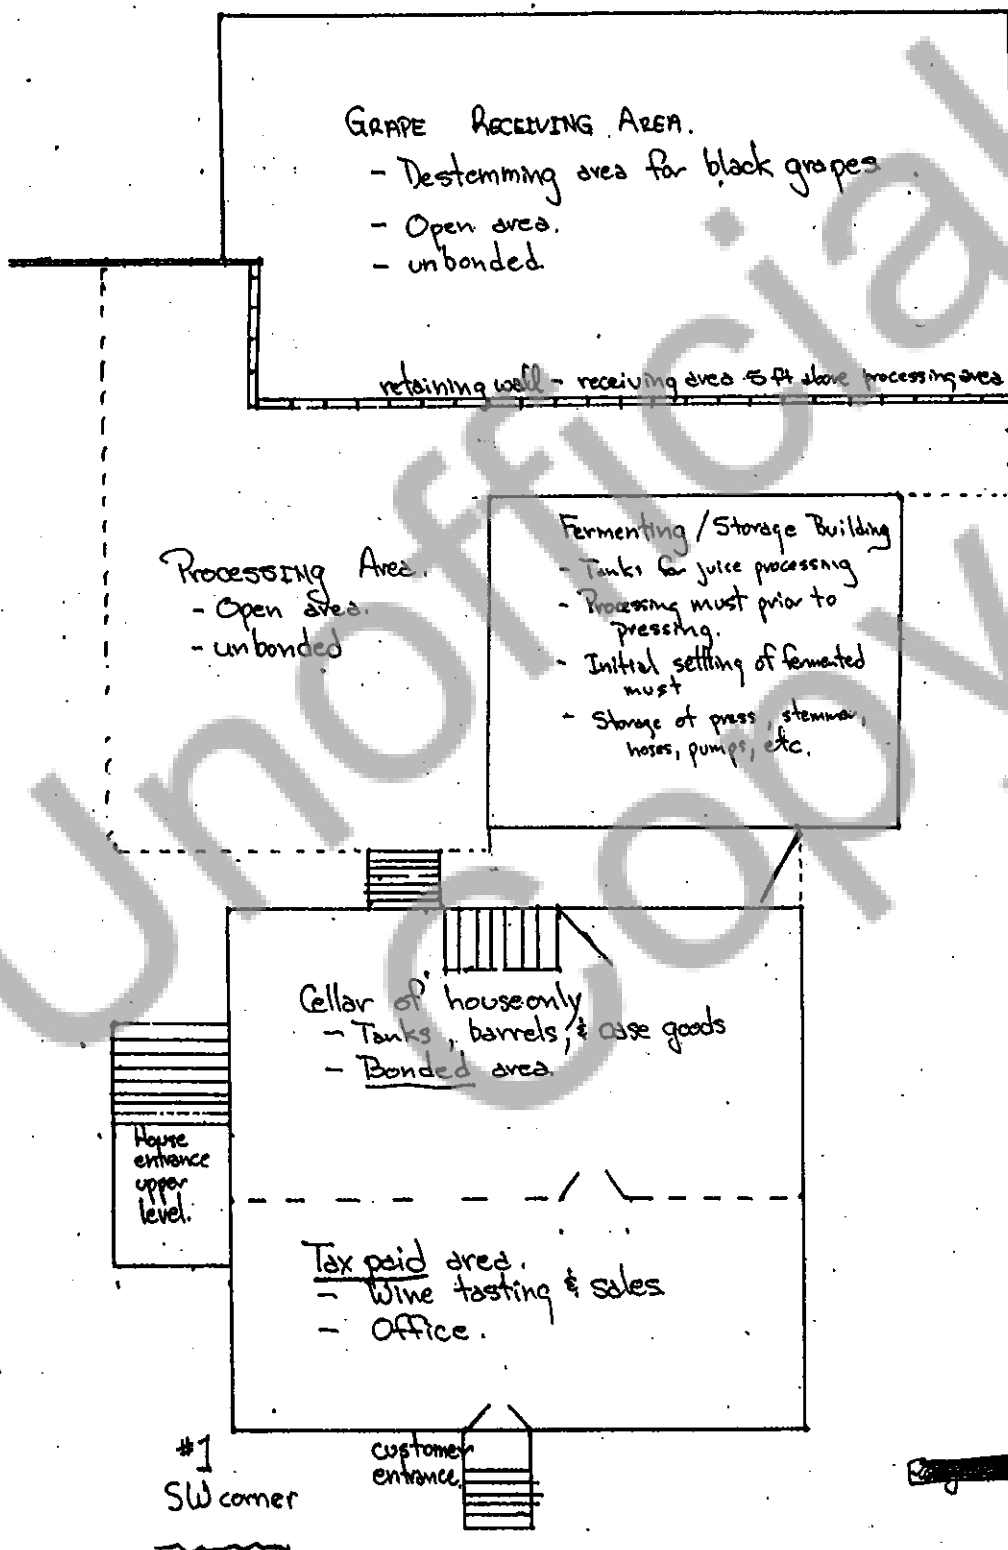 GRAPE RECEIVING AREA.
- Destemming area for black grapes
- Open area.
- unbonded.
retaining wall - receiving area 5 ft above processing area
Fermenting / Storage Building
- Tanks for juice processing
- Processing must prior to
pressing.
- Initial settling of fermented
must
- Storage of press, stemmer,
hoses, pumps, etc.
Processing Area.
- Open area.
- unbonded
Cellar of house only
- Tanks, barrels, & case goods
- Bonded area.
House
entrance
upper
level.
Tax paid area.
- Wine tasting & sales
- Office.
#1
SW corner
customer
entrance
Unofficial
Copy